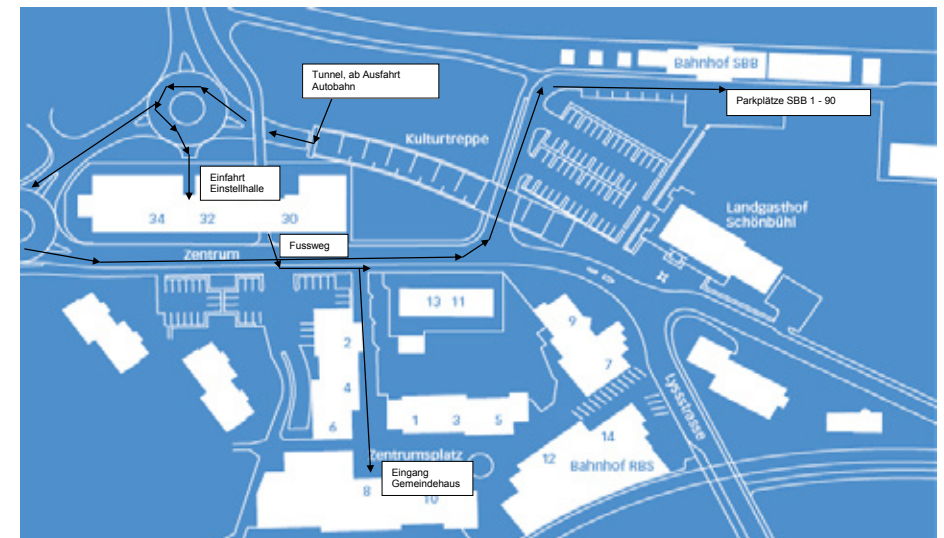 Bahnhof SBB
Tunnel, ab Ausfahrt
Autobahn
Parkplätze SBB 1 - 90
Kulturtreppe
Einfahrt
Einstellhalle
34 32 30
Landgasthof
Schönbühl
Fussweg
Zentrum
13 11
9
2
7
4
Lyssstrasse
1 3 5
6
14
Zentrumsplatz
12
Bahnhof RBS
Eingang
Gemeindehaus
8
10